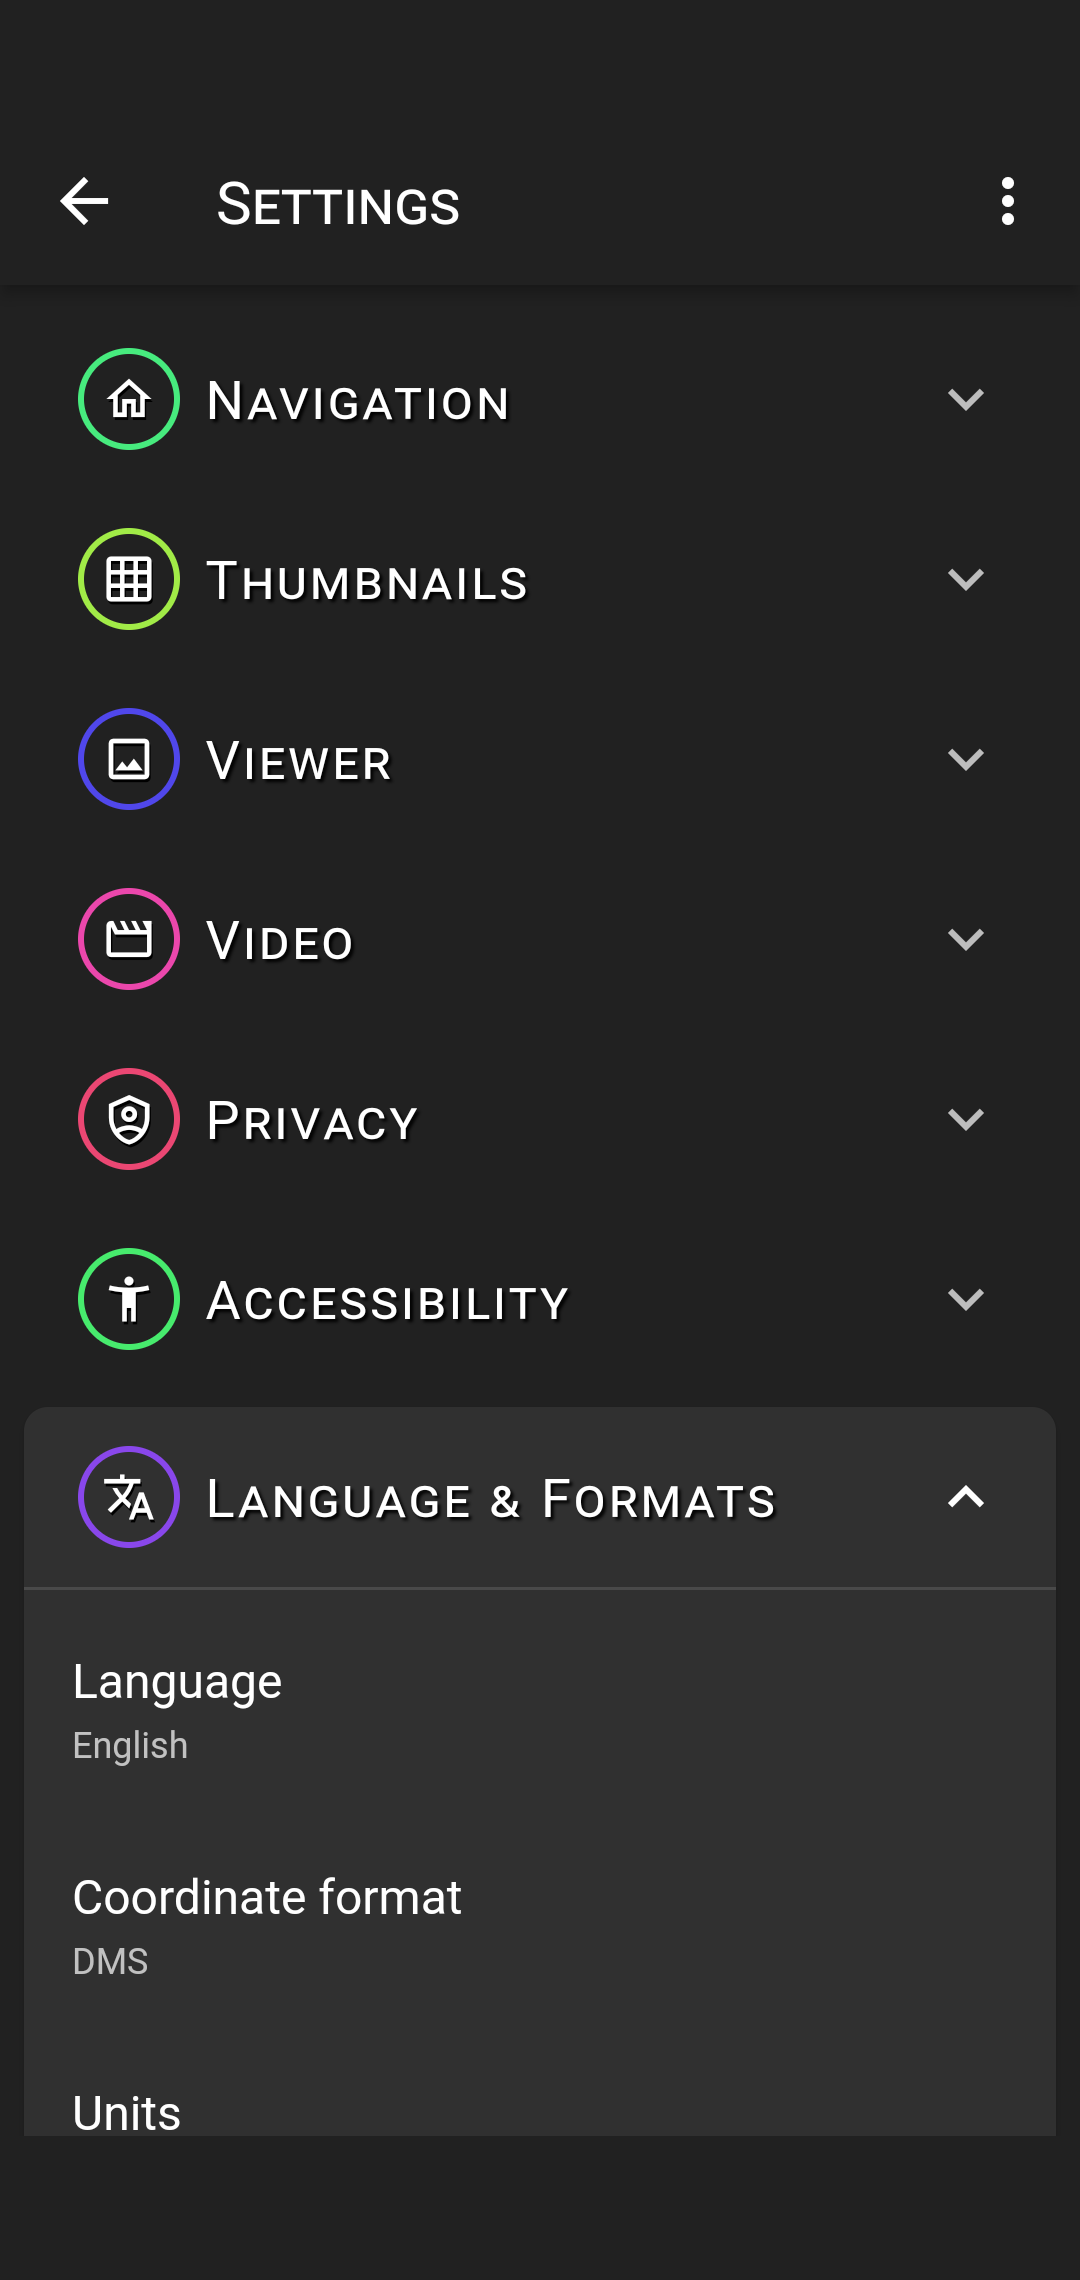 Settings
Navigation
Thumbnails
Viewer
Video
Privacy
Accessibility
Language & Formats
Language
English
Coordinate format
DMS
Units